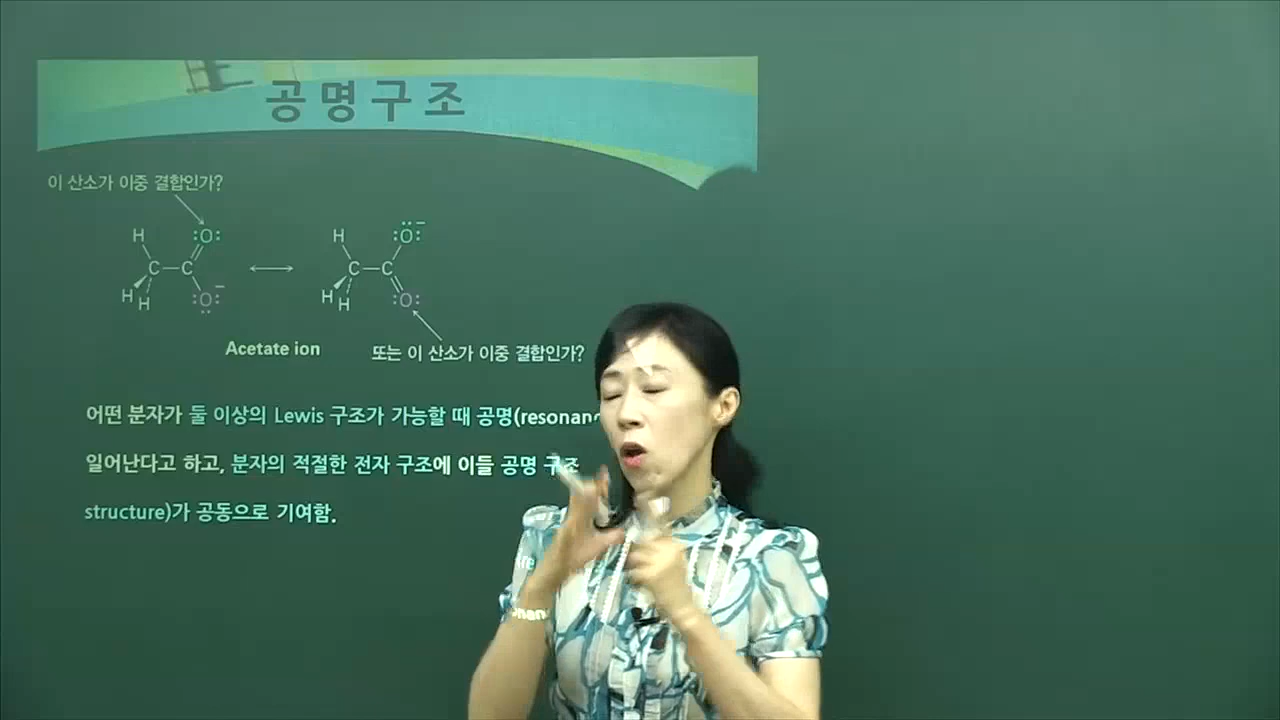 공명구조
이 산소가 이중 결합인가?
H :O: H :O:−
C—C ⟷ C—C
H H :O:− H H :O:
Acetate ion 또는 이 산소가 이중 결합인가?
어떤 분자가 둘 이상의 Lewis 구조가 가능할 때 공명(resonan
일어난다고 하고, 분자의 적절한 전자 구조에 이들 공명 구조
structure)가 공동으로 기여함.